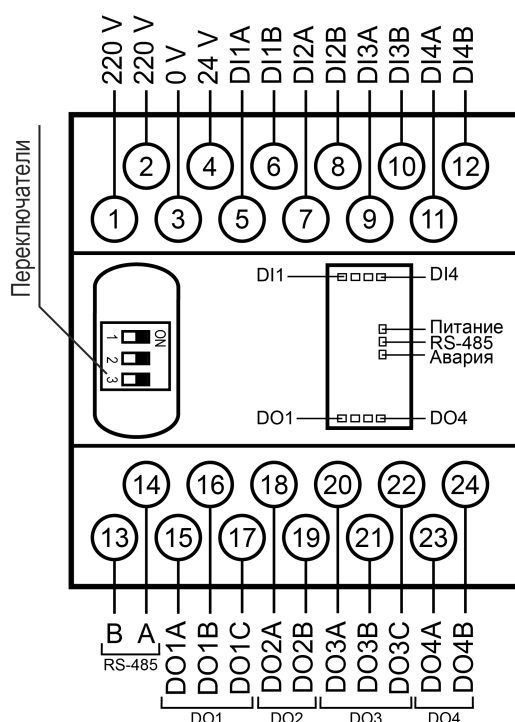 220 V
220 V
0 V
24 V
DI1A
DI1B
DI2A
DI2B
DI3A
DI3B
DI4A
DI4B
2
4
6
8
10
12
1
3
5
7
9
11
Переключатели
ON
1
2
3
DI1
DI4
Питание
RS-485
Авария
DO1
DO4
14
16
18
20
22
24
13
15
17
19
21
23
B
A
DO1A
DO1B
DO1C
DO2A
DO2B
DO3A
DO3B
DO3C
DO4A
DO4B
RS-485
DO1
DO2
DO3
DO4